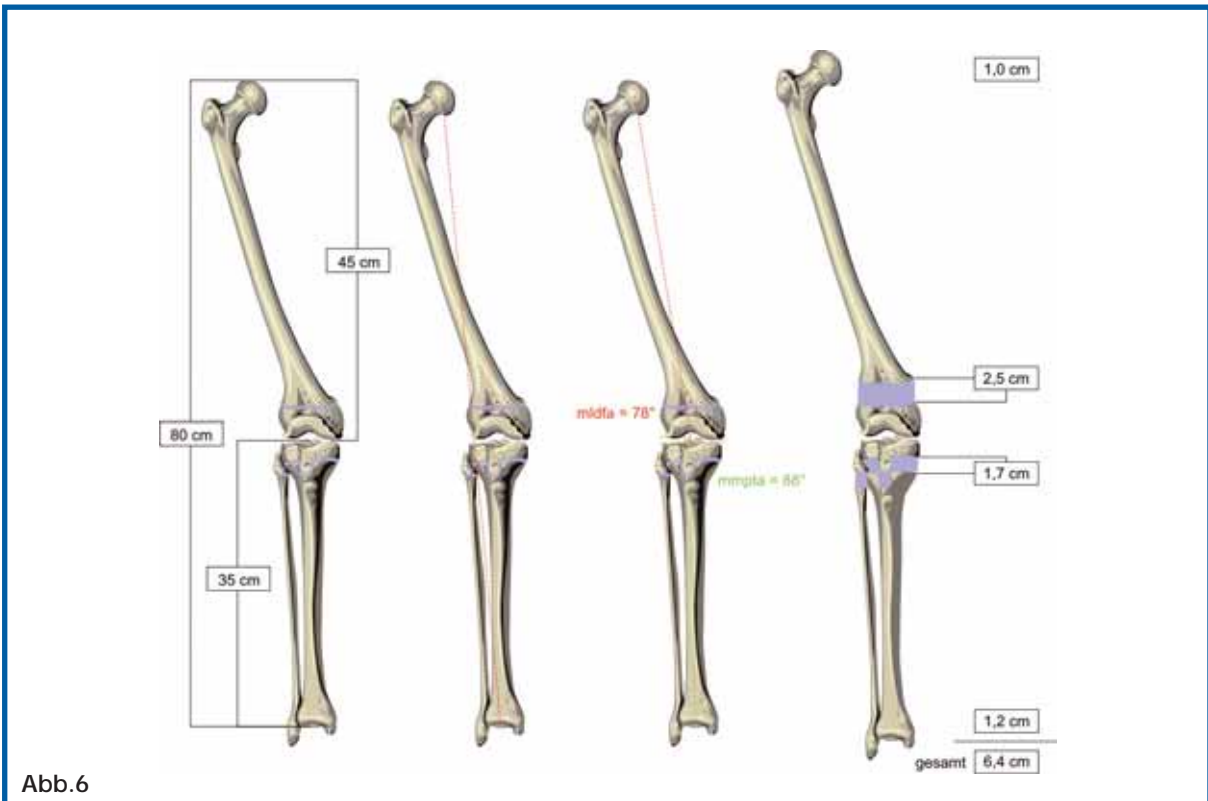 1,0 cm
45 cm
2,5 cm
mldfa = 78°
80 cm
1,7 cm
mmpta = 88°
35 cm
1,2 cm
gesamt 6,4 cm
Abb.6